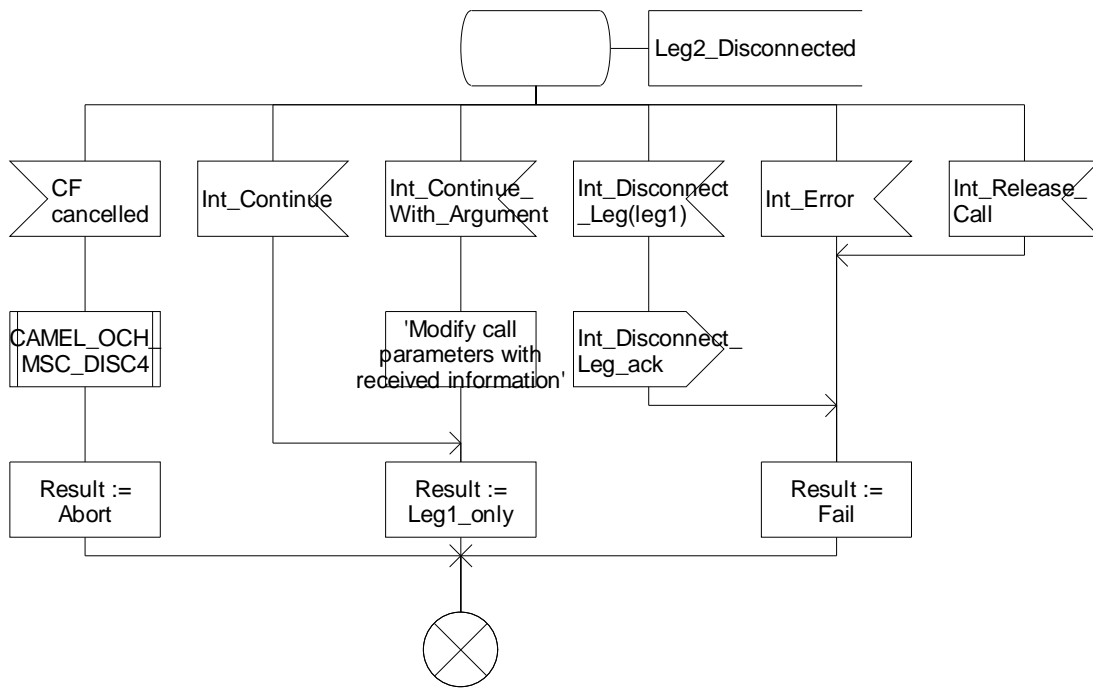 Leg2_Disconnected
CF
cancelled
Int_Continue
Int_Continue_
With_Argument
Int_Disconnect
_Leg(leg1)
Int_Error
Int_Release_
Call
CAMEL_OCH_
MSC_DISC4
'Modify call
parameters with
received information'
Int_Disconnect_
Leg_ack
Result :=
Abort
Result :=
Leg1_only
Result :=
Fail